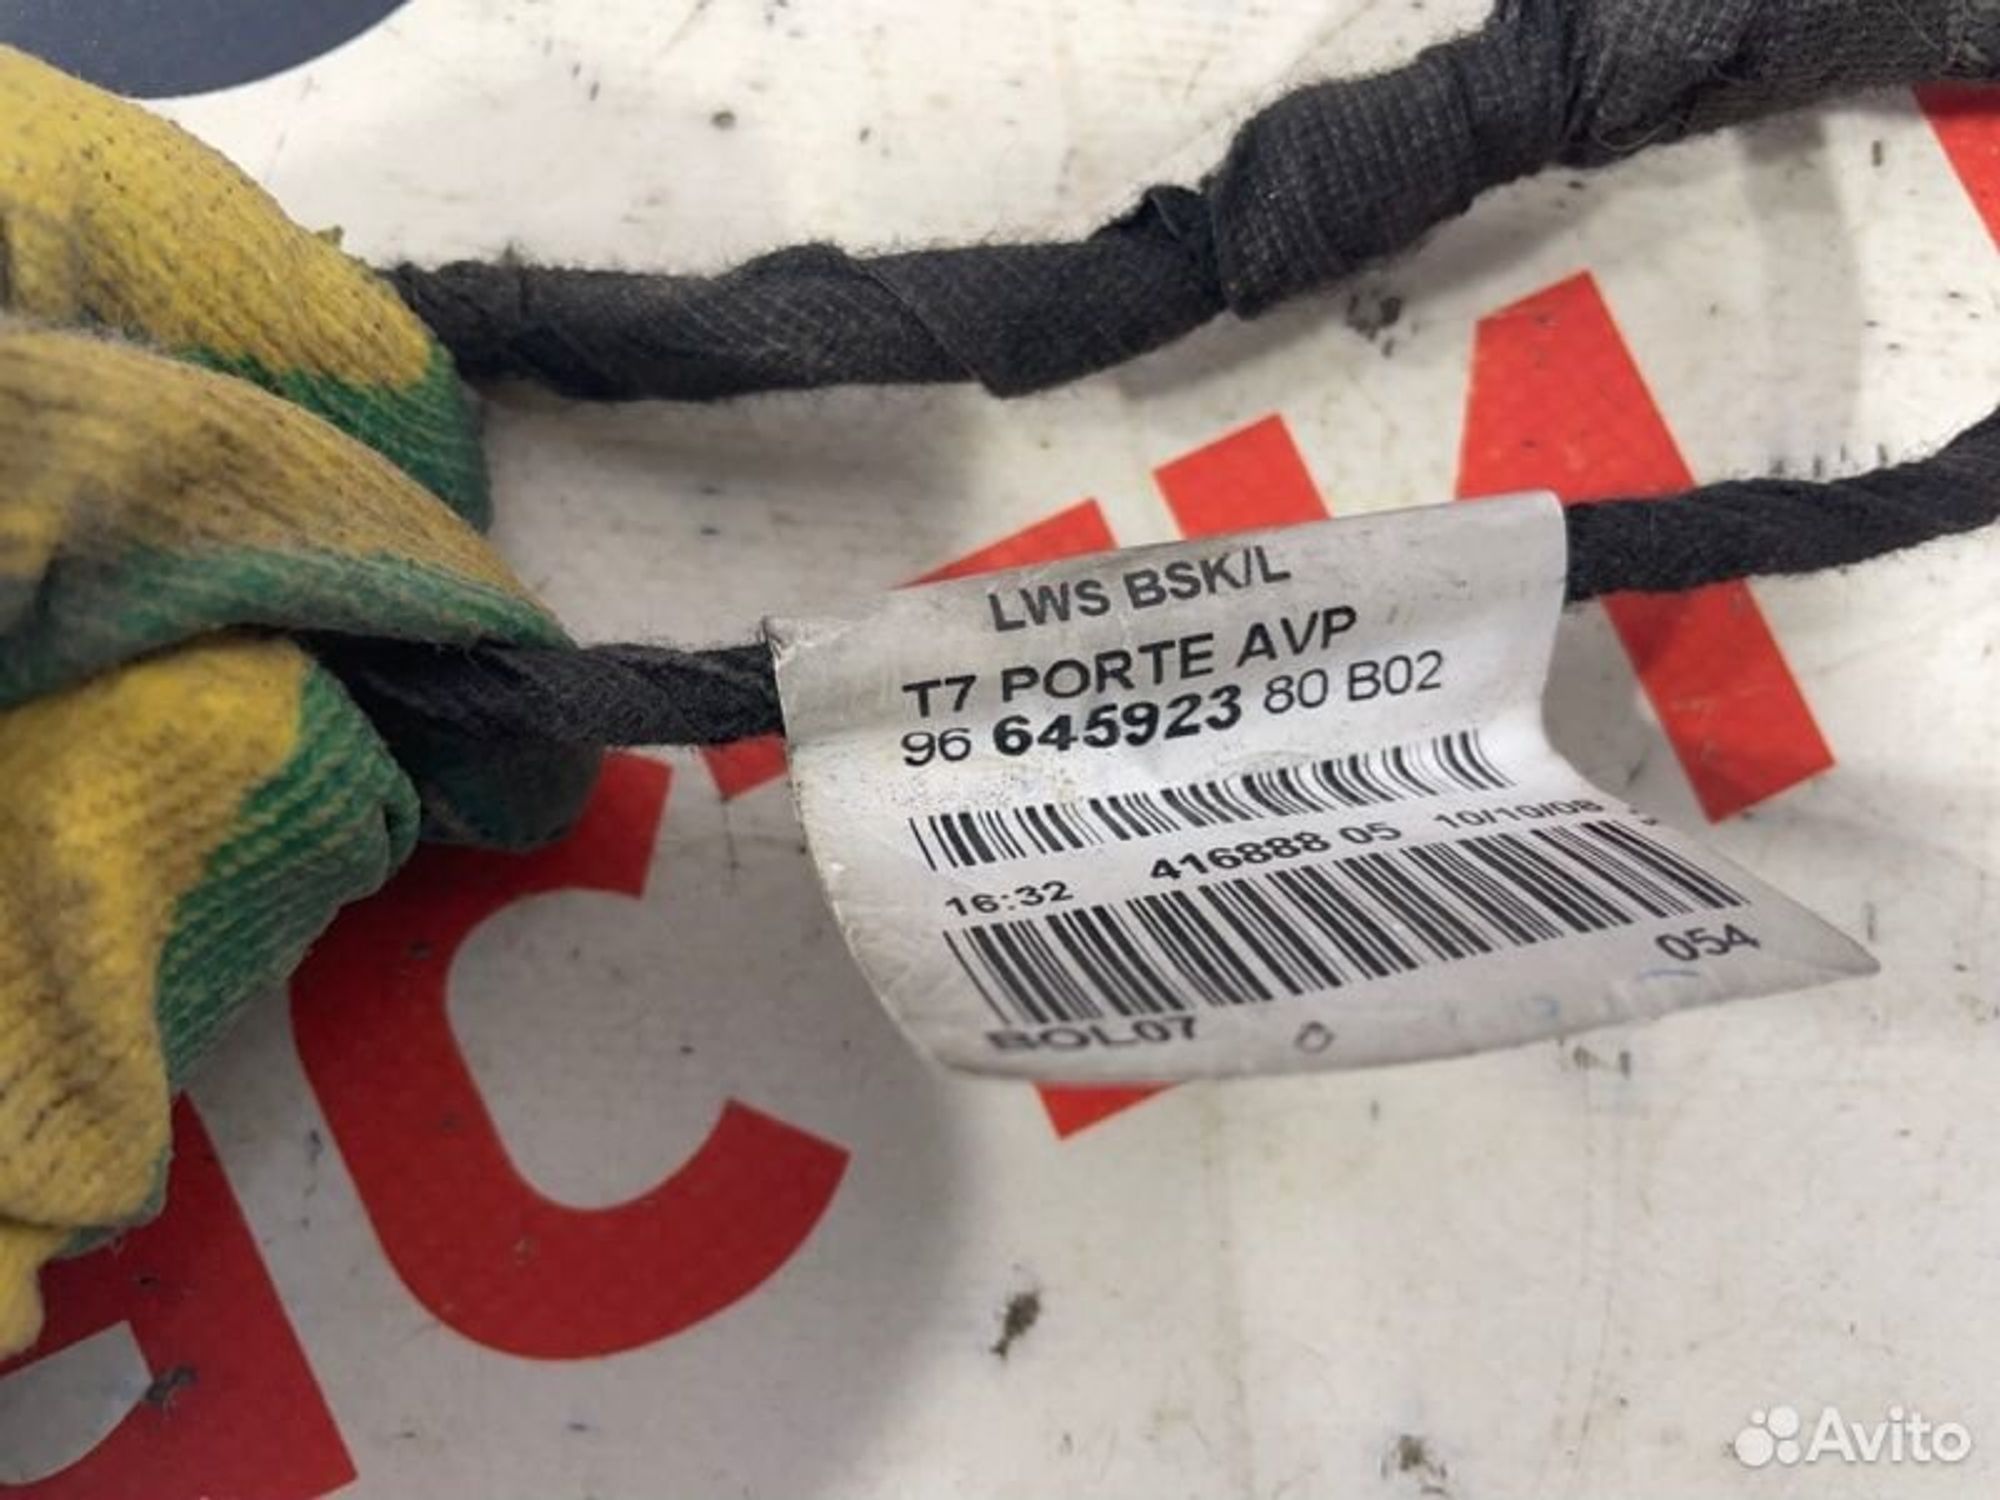 LWS BSK/L
T7 PORTE AVP
96 645923 80 B02
416888 05 10/10/08
16:32
054
BOL07
Avito